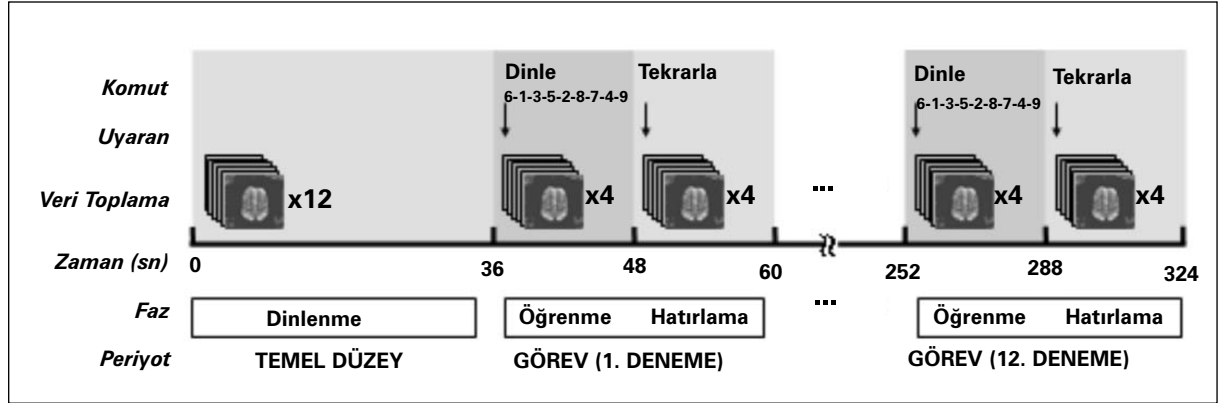 Komut Dinle Tekrarla Dinle Tekrarla
6-1-3-5-2-8-7-4-9 6-1-3-5-2-8-7-4-9
Uyaran
Veri Toplama x12 x4 x4 ... x4 x4
Zaman (sn) 0 36 48 60 252 288 324
Faz Dinlenme Öğrenme Hatırlama ... Öğrenme Hatırlama
Periyot TEMEL DÜZEY GÖREV (1. DENEME) GÖREV (12. DENEME)